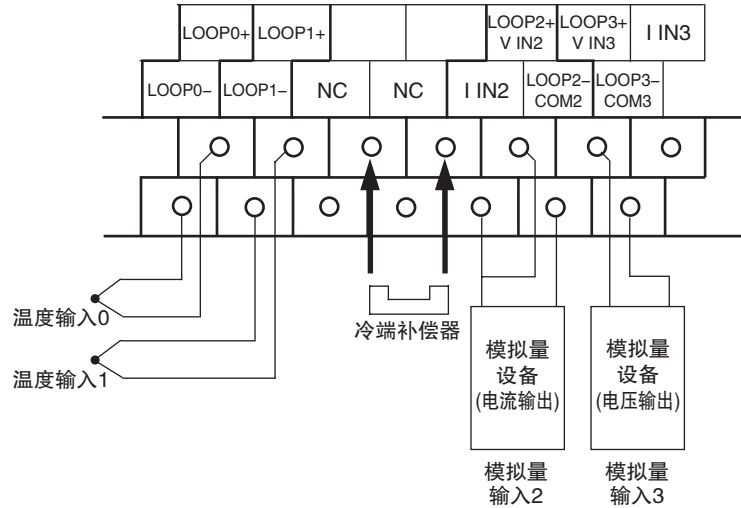 LOOP0+
LOOP1+
LOOP2+
V IN2
LOOP3+
V IN3
I IN3
LOOP0–
LOOP1–
NC
NC
I IN2
LOOP2–
COM2
LOOP3–
COM3
温度输入0
温度输入1
冷端补偿器
模拟量
设备
(电流输出)
模拟量
设备
(电压输出)
模拟量
输入2
模拟量
输入3